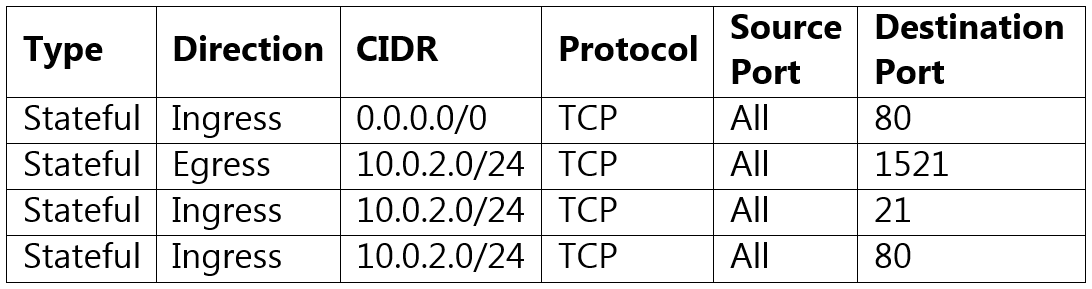 Type Direction CIDR Protocol Source Port Destination Port
Stateful Ingress 0.0.0.0/0 TCP All 80
Stateful Egress 10.0.2.0/24 TCP All 1521
Stateful Ingress 10.0.2.0/24 TCP All 21
Stateful Ingress 10.0.2.0/24 TCP All 80